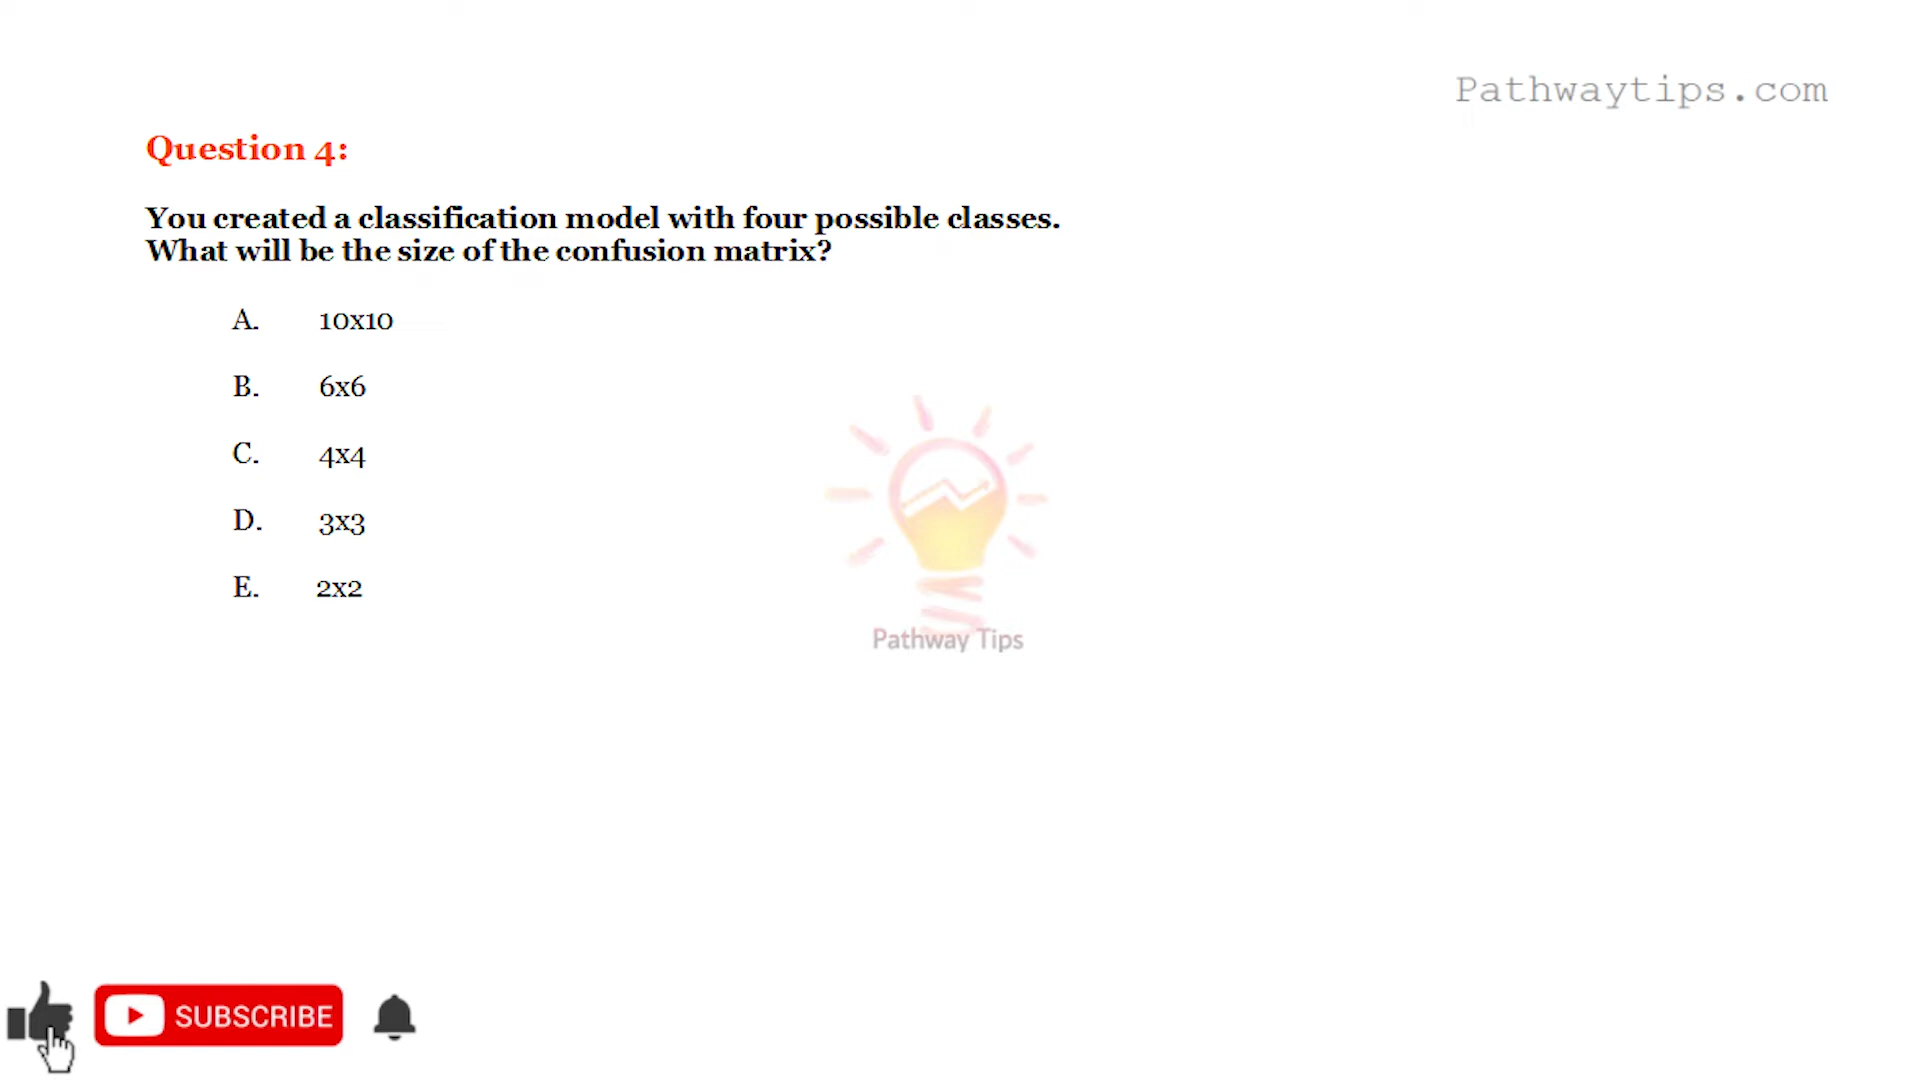 Pathwaytips.com
Question 4:
You created a classification model with four possible classes.
What will be the size of the confusion matrix?
A. 10x10
B. 6x6
C. 4x4
D. 3x3
E. 2x2
Pathway Tips
SUBSCRIBE